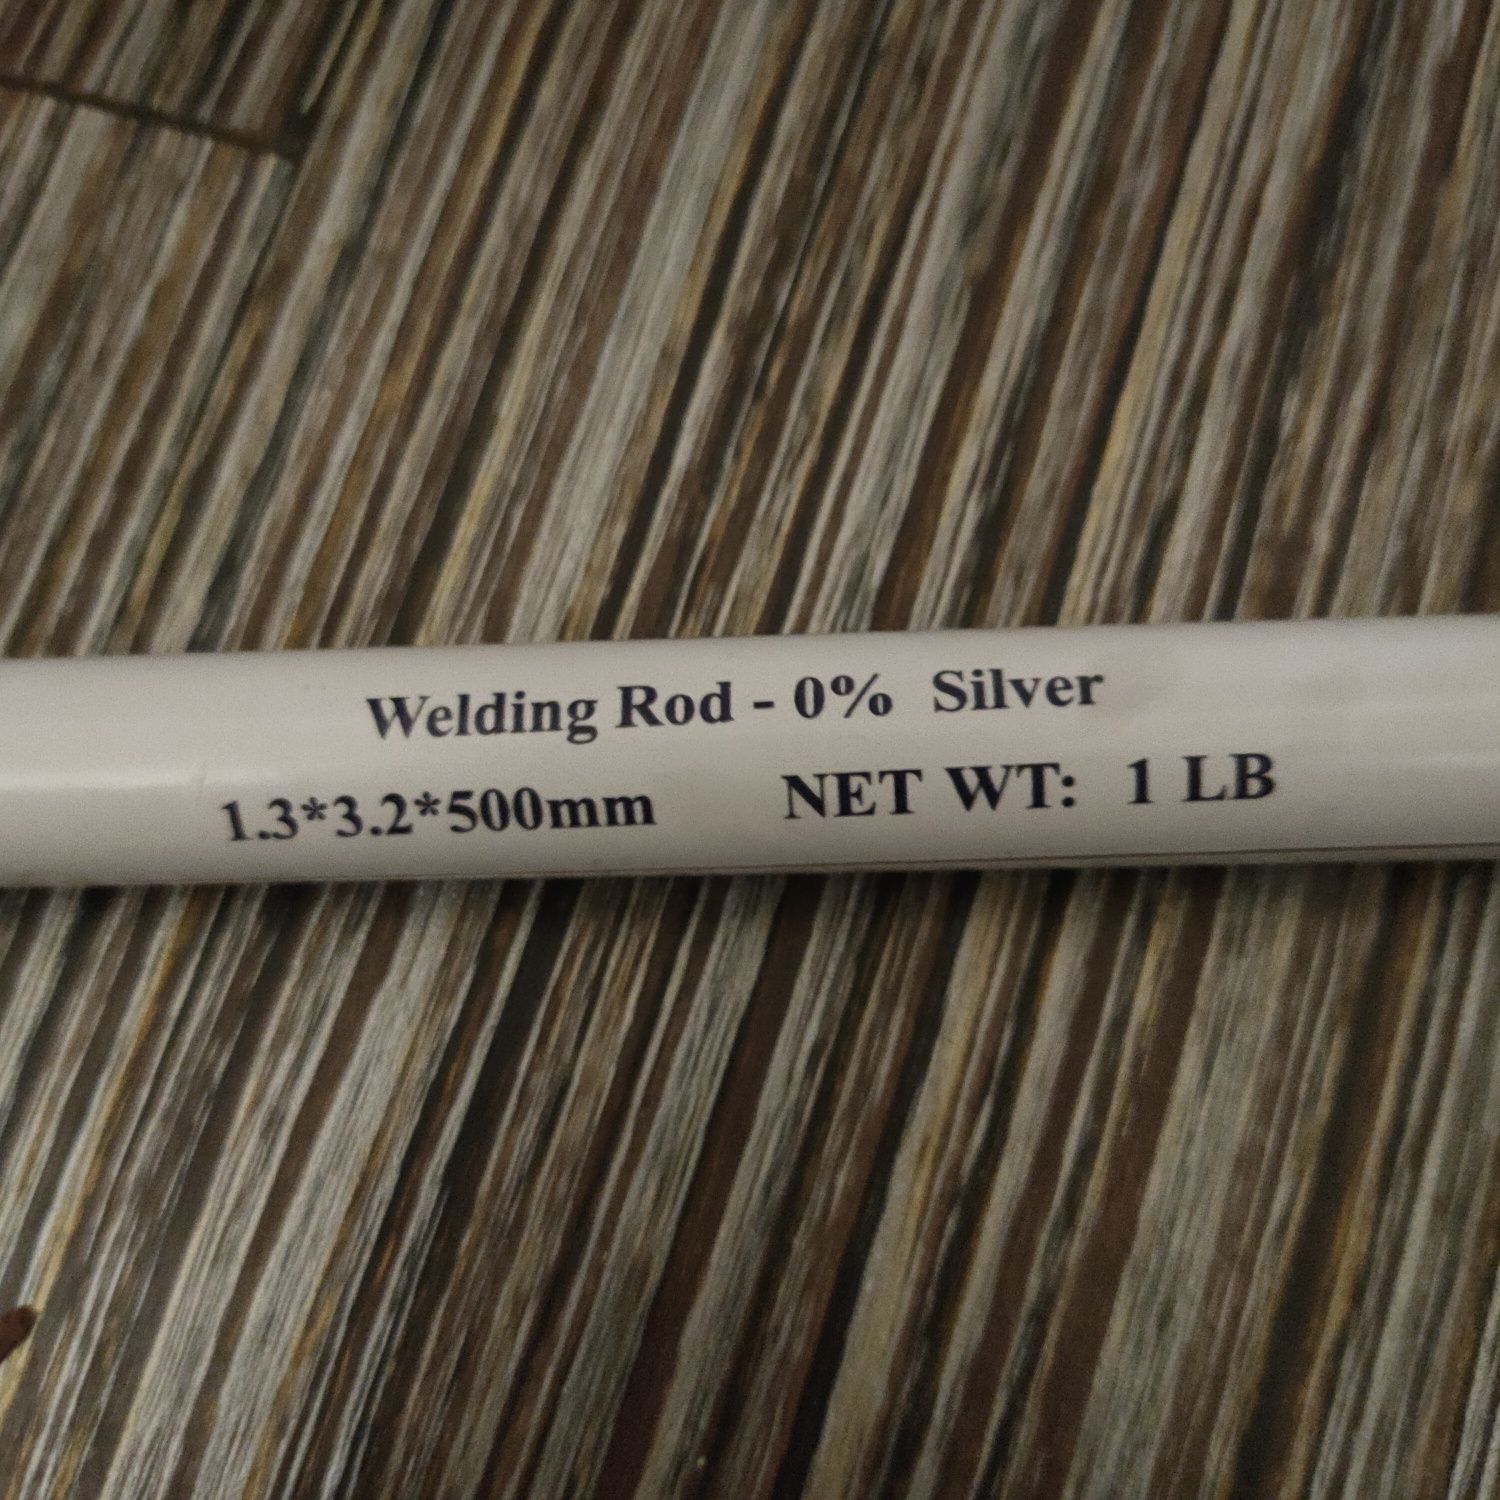 Welding Rod - 0% Silver
1.3*3.2*500mm NET WT: 1 LB